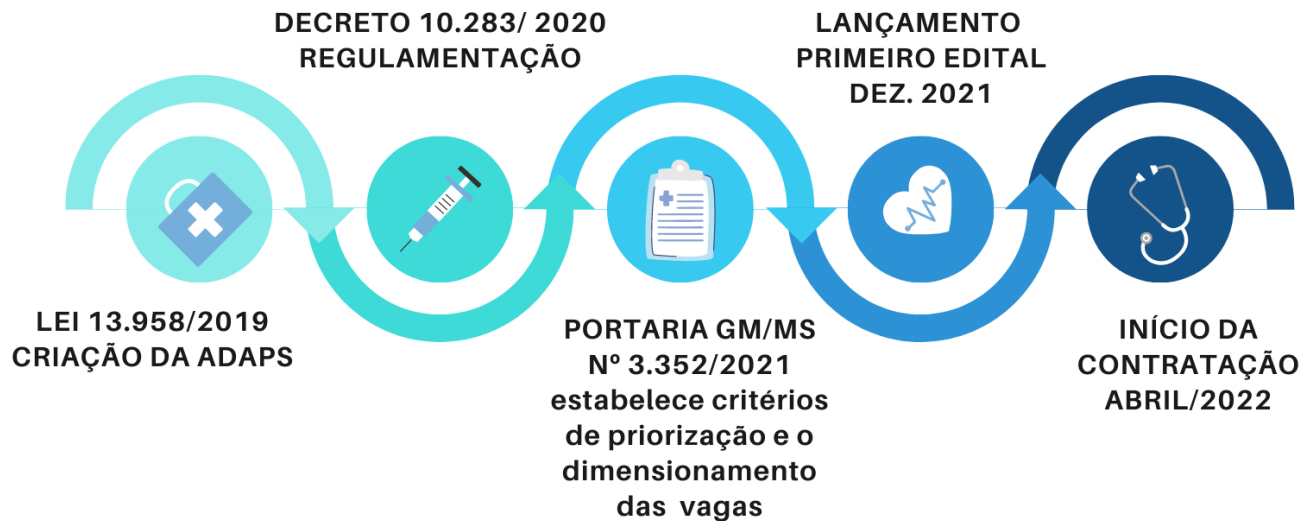 LEI 13.958/2019
CRIAÇÃO DA ADAPS
DECRETO 10.283/ 2020
REGULAMENTAÇÃO
PORTARIA GM/MS
Nº 3.352/2021
estabelece critérios
de priorização e o
dimensionamento
das vagas
LANÇAMENTO
PRIMEIRO EDITAL
DEZ. 2021
INÍCIO DA
CONTRATAÇÃO
ABRIL/2022